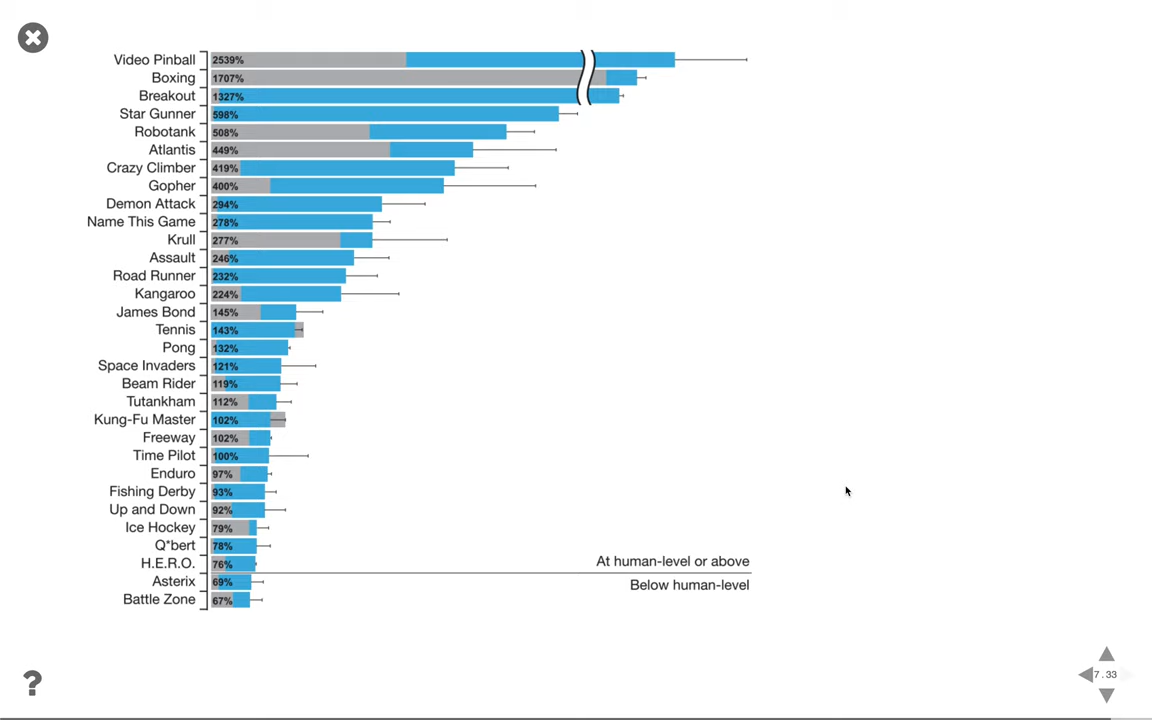 Video Pinball 2539%
Boxing 1707%
Breakout 1327%
Star Gunner 598%
Robotank 508%
Atlantis 449%
Crazy Climber 419%
Gopher 400%
Demon Attack 294%
Name This Game 278%
Krull 277%
Assault 246%
Road Runner 232%
Kangaroo 224%
James Bond 145%
Tennis 143%
Pong 132%
Space Invaders 121%
Beam Rider 119%
Tutankham 112%
Kung-Fu Master 102%
Freeway 102%
Time Pilot 100%
Enduro 97%
Fishing Derby 93%
Up and Down 92%
Ice Hockey 79%
Q*bert 78%
H.E.R.O. 76%
At human-level or above
Asterix 69%
Below human-level
Battle Zone 67%
?
7.33